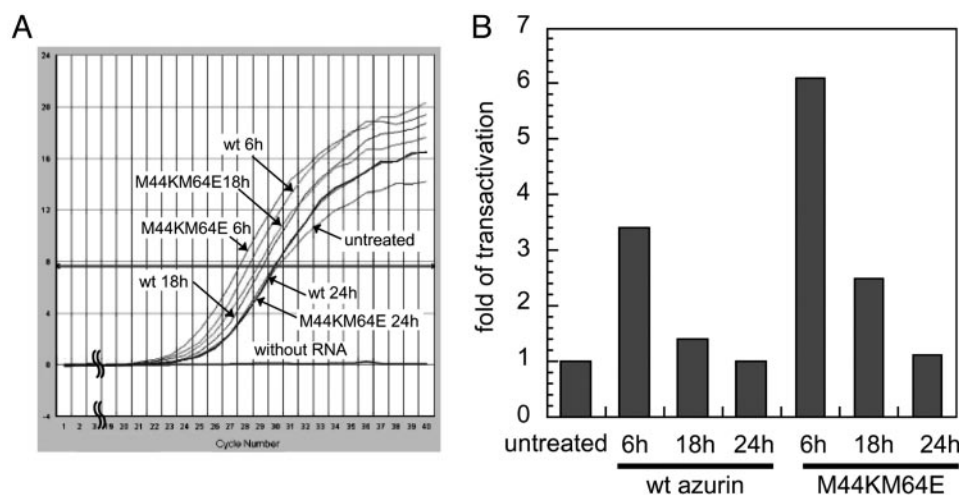 A
24
20
16
12
8
4
0
-4
wt 6h
M44KM64E18h
M44KM64E 6h
untreated
wt 18h
wt 24h
M44KM64E 24h
without RNA
1 2 3 19 20 21 22 23 24 25 26 27 28 29 30 31 32 33 34 35 36 37 38 39 40
Cycle Number
B
fold of transactivation
7
6
5
4
3
2
1
0
untreated 6h 18h 24h 6h 18h 24h
wt azurin M44KM64E